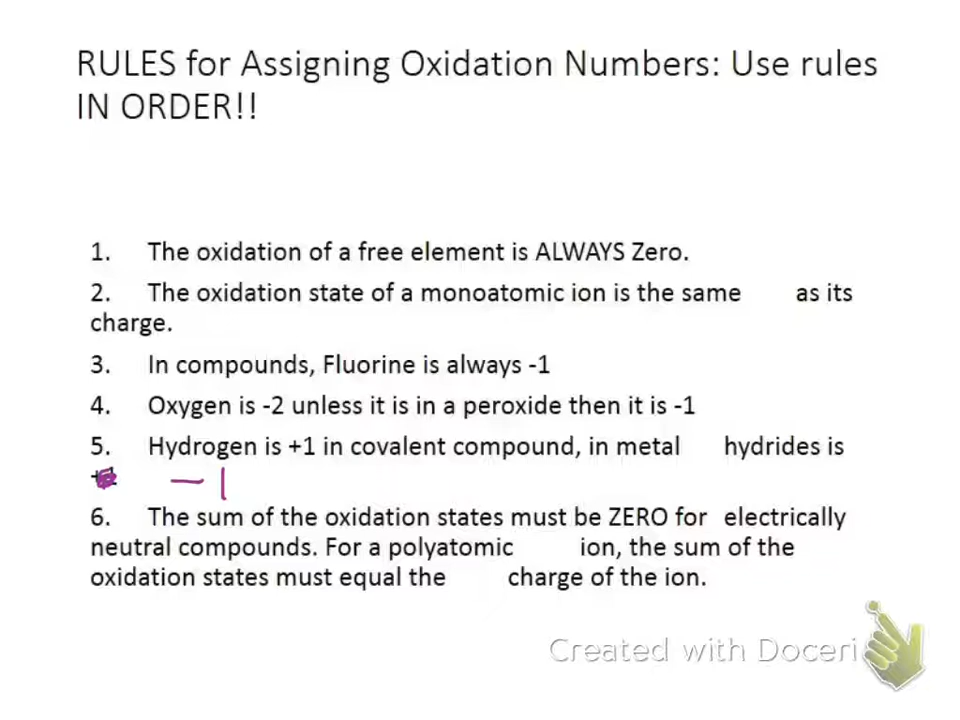 RULES for Assigning Oxidation Numbers: Use rules
IN ORDER!!
1. The oxidation of a free element is ALWAYS Zero.
2. The oxidation state of a monoatomic ion is the same as its
charge.
3. In compounds, Fluorine is always -1
4. Oxygen is -2 unless it is in a peroxide then it is -1
5. Hydrogen is +1 in covalent compound, in metal hydrides is
— 1
6. The sum of the oxidation states must be ZERO for electrically
neutral compounds. For a polyatomic ion, the sum of the
oxidation states must equal the charge of the ion.
Created with Doceri